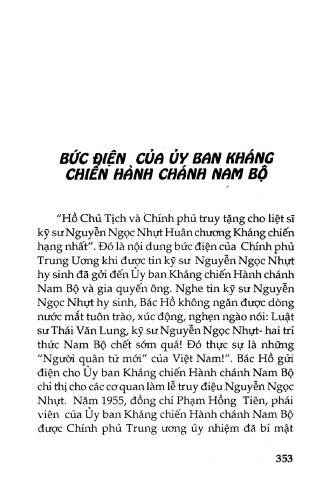 BỨC ĐIỆN CỦA ỦY BAN KHÁNG
CHIẾN HÀNH CHÁNH NAM BỘ
"Hồ Chủ Tịch và Chính phủ truy tặng cho liệt sĩ
kỹ sư Nguyễn Ngọc Nhựt Huân chương Kháng chiến
hạng nhất". Đó là nội dung bức điện của Chính phủ
Trung Ương khi được tin kỹ sư Nguyễn Ngọc Nhựt
hy sinh đã gởi đến Ủy ban Kháng chiến Hành chánh
Nam Bộ và gia quyến ông. Nghe tin kỹ sư Nguyễn
Ngọc Nhựt hy sinh, Bác Hồ không ngăn được dòng
nước mắt tuôn trào, xúc động, nghẹn ngào nói: Luật
sư Thái Văn Lung, kỹ sư Nguyễn Ngọc Nhựt- hai trí
thức Nam Bộ chết sớm quá! Đó thực sự là những
"Người quân tử mới" của Việt Nam!". Bác Hồ gửi
điện cho Ủy ban Kháng chiến Hành chánh Nam Bộ
chỉ thị cho các cơ quan làm lễ truy điệu Nguyễn Ngọc
Nhựt. Năm 1955, đồng chí Phạm Hồng Tiên, phái
viên của Ủy ban Kháng chiến Hành chánh Nam Bộ
được Chính phủ Trung ương ủy nhiệm đã bí mật
353